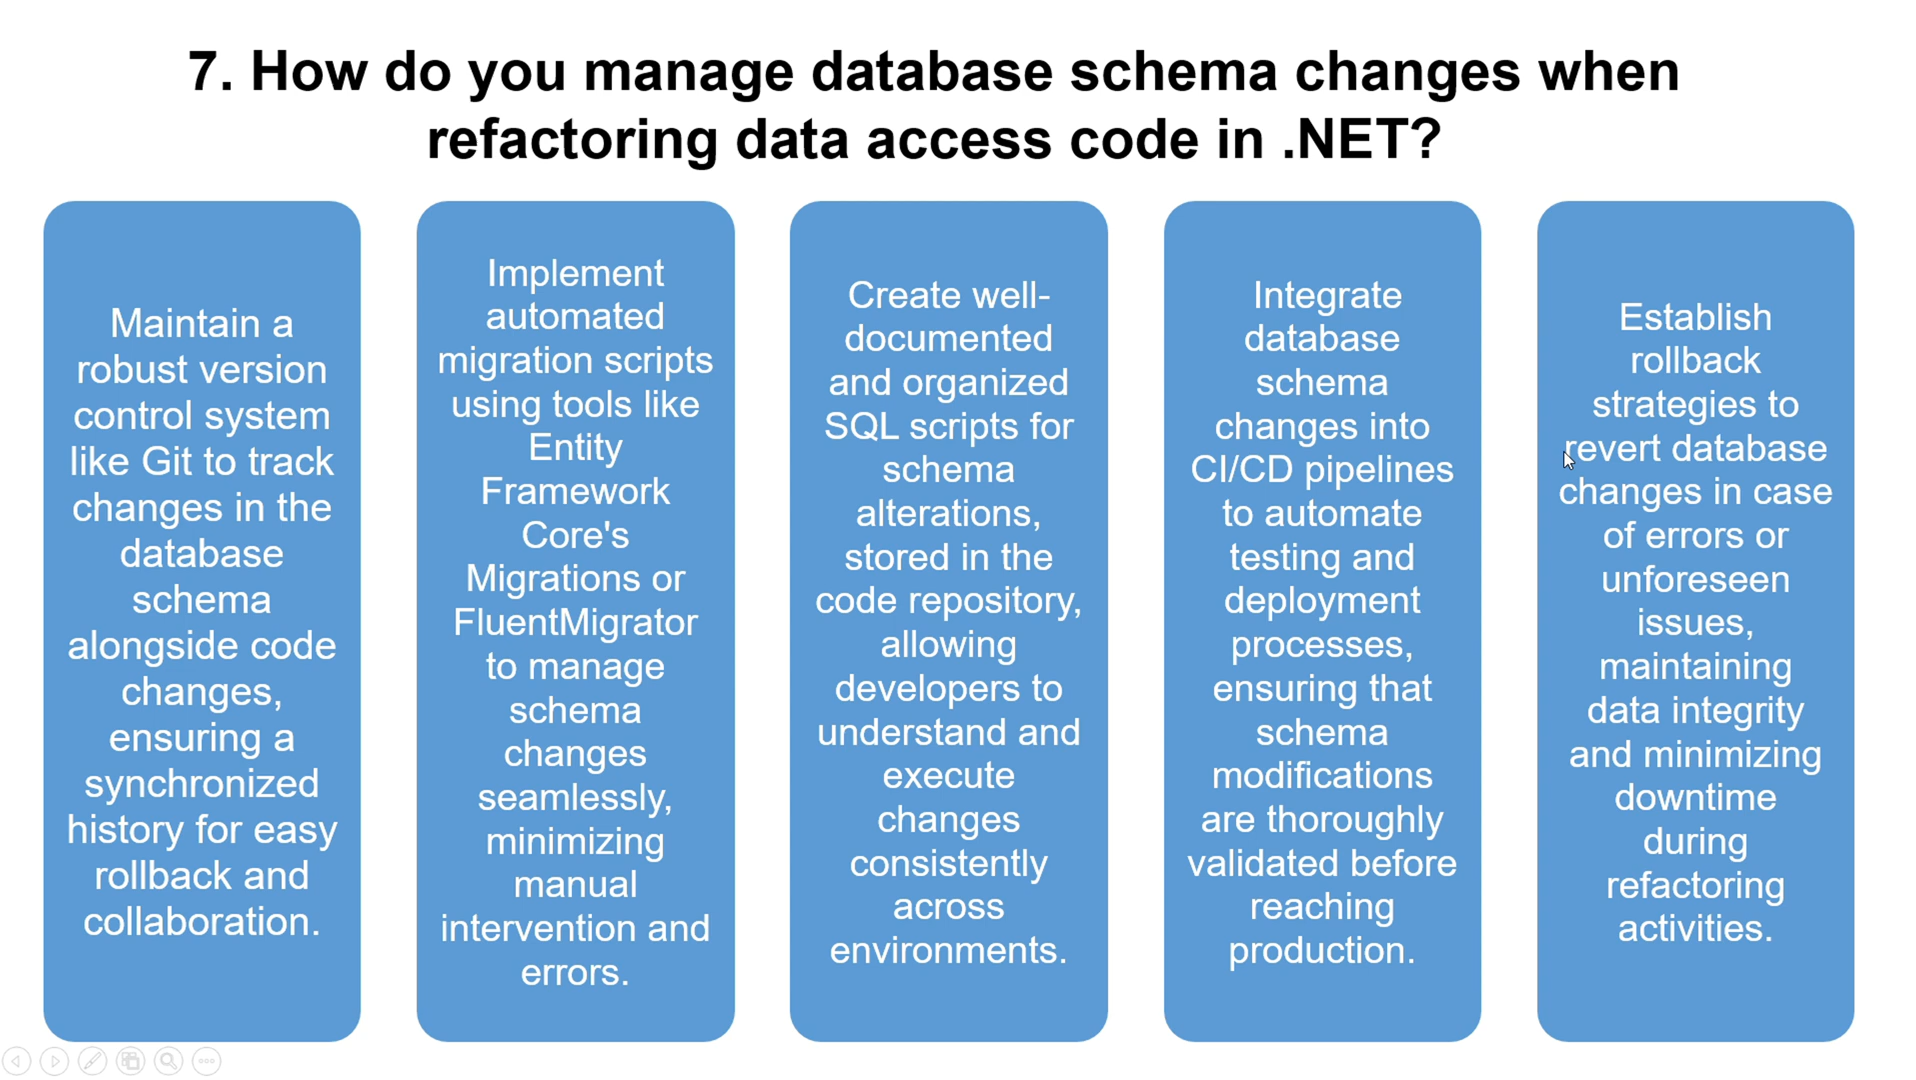 7. How do you manage database schema changes when
refactoring data access code in .NET?
Maintain a
robust version
control system
like Git to track
changes in the
database
schema
alongside code
changes,
ensuring a
synchronized
history for easy
rollback and
collaboration.
Implement
automated
migration scripts
using tools like
Entity
Framework
Core's
Migrations or
FluentMigrator
to manage
schema
changes
seamlessly,
minimizing
manual
intervention and
errors.
Create well-
documented
and organized
SQL scripts for
schema
alterations,
stored in the
code repository,
allowing
developers to
understand and
execute
changes
consistently
across
environments.
Integrate
database
schema
changes into
CI/CD pipelines
to automate
testing and
deployment
processes,
ensuring that
schema
modifications
are thoroughly
validated before
reaching
production.
Establish
rollback
strategies to
revert database
changes in case
of errors or
unforeseen
issues,
maintaining
data integrity
and minimizing
downtime
during
refactoring
activities.